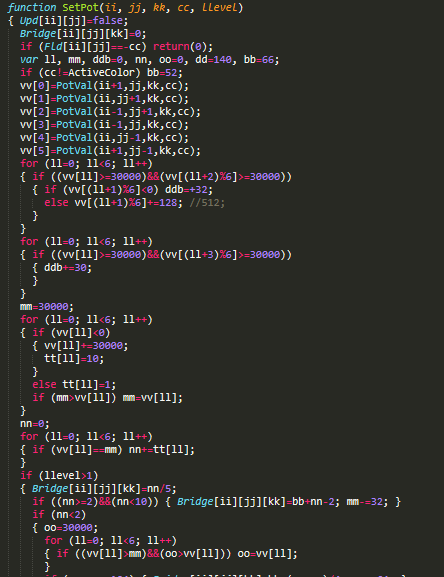 function SetPot(ii, jj, kk, cc, llevel)
{ Upd[ii][jj]=false;
Bridge[ii][jj][kk]=0;
if (Fld[ii][jj]==-cc) return(0);
var ll, mm, ddb=0, nn, oo=0, dd=140, bb=66;
if (cc!=ActiveColor) bb=52;
vv[0]=PotVal(ii+1,jj,kk,cc);
vv[1]=PotVal(ii,jj+1,kk,cc);
vv[2]=PotVal(ii-1,jj+1,kk,cc);
vv[3]=PotVal(ii-1,jj,kk,cc);
vv[4]=PotVal(ii,jj-1,kk,cc);
vv[5]=PotVal(ii+1,jj-1,kk,cc);
for (ll=0; ll<6; ll++)
{ if ((vv[ll]>=30000)&&(vv[(ll+2)%6]>=30000))
{ if (vv[(ll+1)%6]<0) ddb=+32;
else vv[(ll+1)%6]+=128; //512;
}
}
for (ll=0; ll<6; ll++)
{ if ((vv[ll]>=30000)&&(vv[(ll+3)%6]>=30000))
{ ddb+=30;
}
}
mm=30000;
for (ll=0; ll<6; ll++)
{ if (vv[ll]<0)
{ vv[ll]+=30000;
tt[ll]=10;
}
else tt[ll]=1;
if (mm>vv[ll]) mm=vv[ll];
}
nn=0;
for (ll=0; ll<6; ll++)
{ if (vv[ll]==mm) nn+=tt[ll];
}
if (llevel>1)
{ Bridge[ii][jj][kk]=nn/5;
if ((nn>=2)&&(nn<10)) { Bridge[ii][jj][kk]=bb+nn-2; mm-=32; }
if (nn<2)
{ oo=30000;
for (ll=0; ll<6; ll++)
{ if ((vv[ll]>mm)&&(oo>vv[ll])) oo=vv[ll];
}